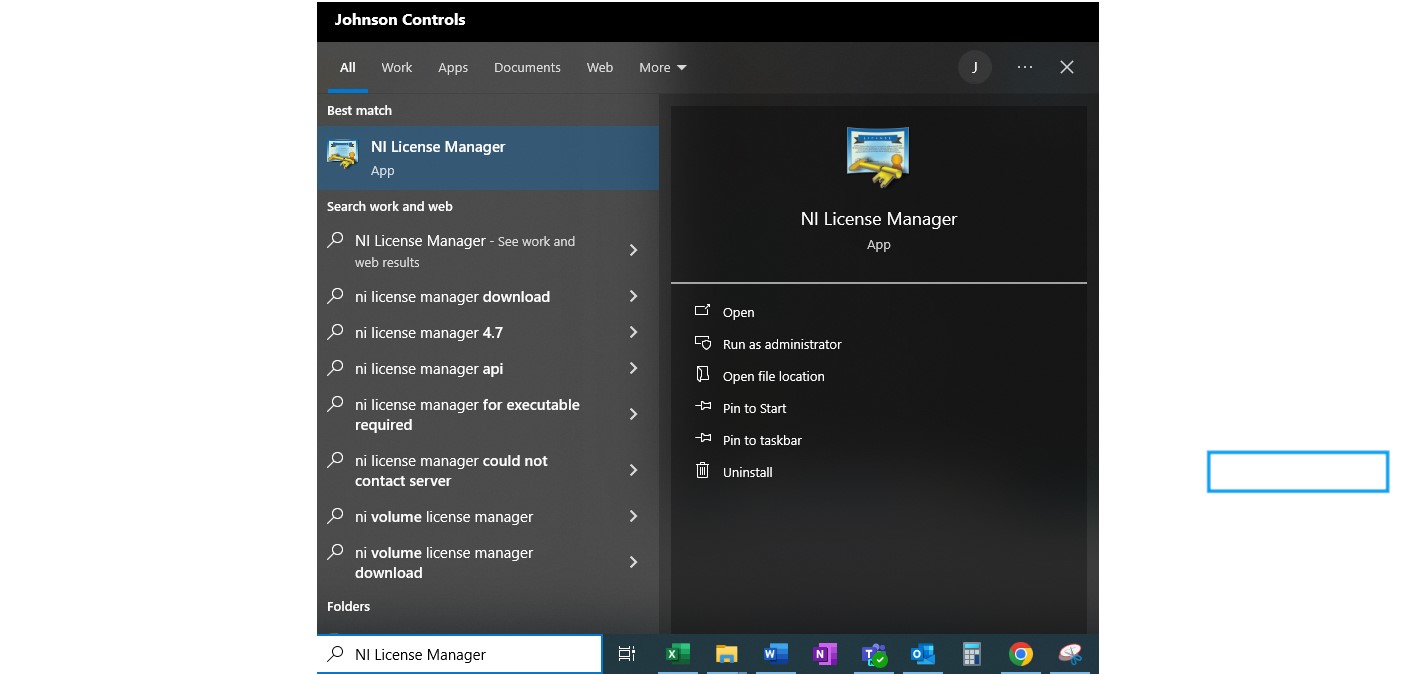 Johnson Controls
All Work Apps Documents Web More J ...
Best match
NI License Manager
App
Search work and web
NI License Manager - See work and
web results
ni license manager download
ni license manager 4.7
ni license manager api
ni license manager for executable
required
ni license manager could not
contact server
ni volume license manager
ni volume license manager
download
Folders
NI License Manager
App
Open
Run as administrator
Open file location
Pin to Start
Pin to taskbar
Uninstall
NI License Manager